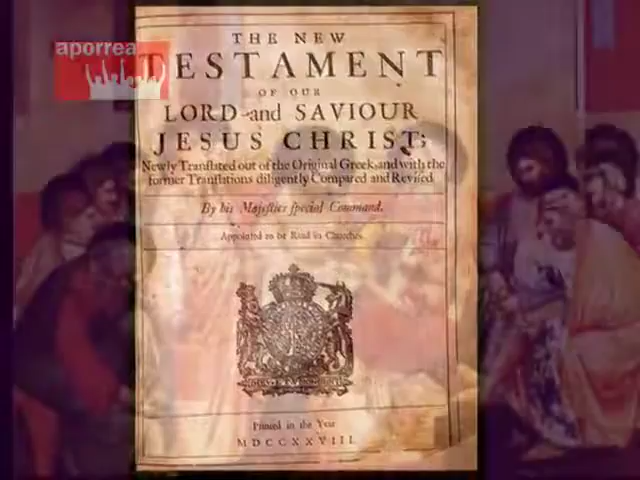 aporrea
THE NEW
TESTAMENT
OF OUR
LORD and SAVIOUR
JESUS CHRIST;
Newly Translated out of the Original Greek, and with the
former Translations diligently Compared and Revised
By his Majesties special Command.
Appointed to be Read in Churches
Printed in the Year
MDCCXXVIII